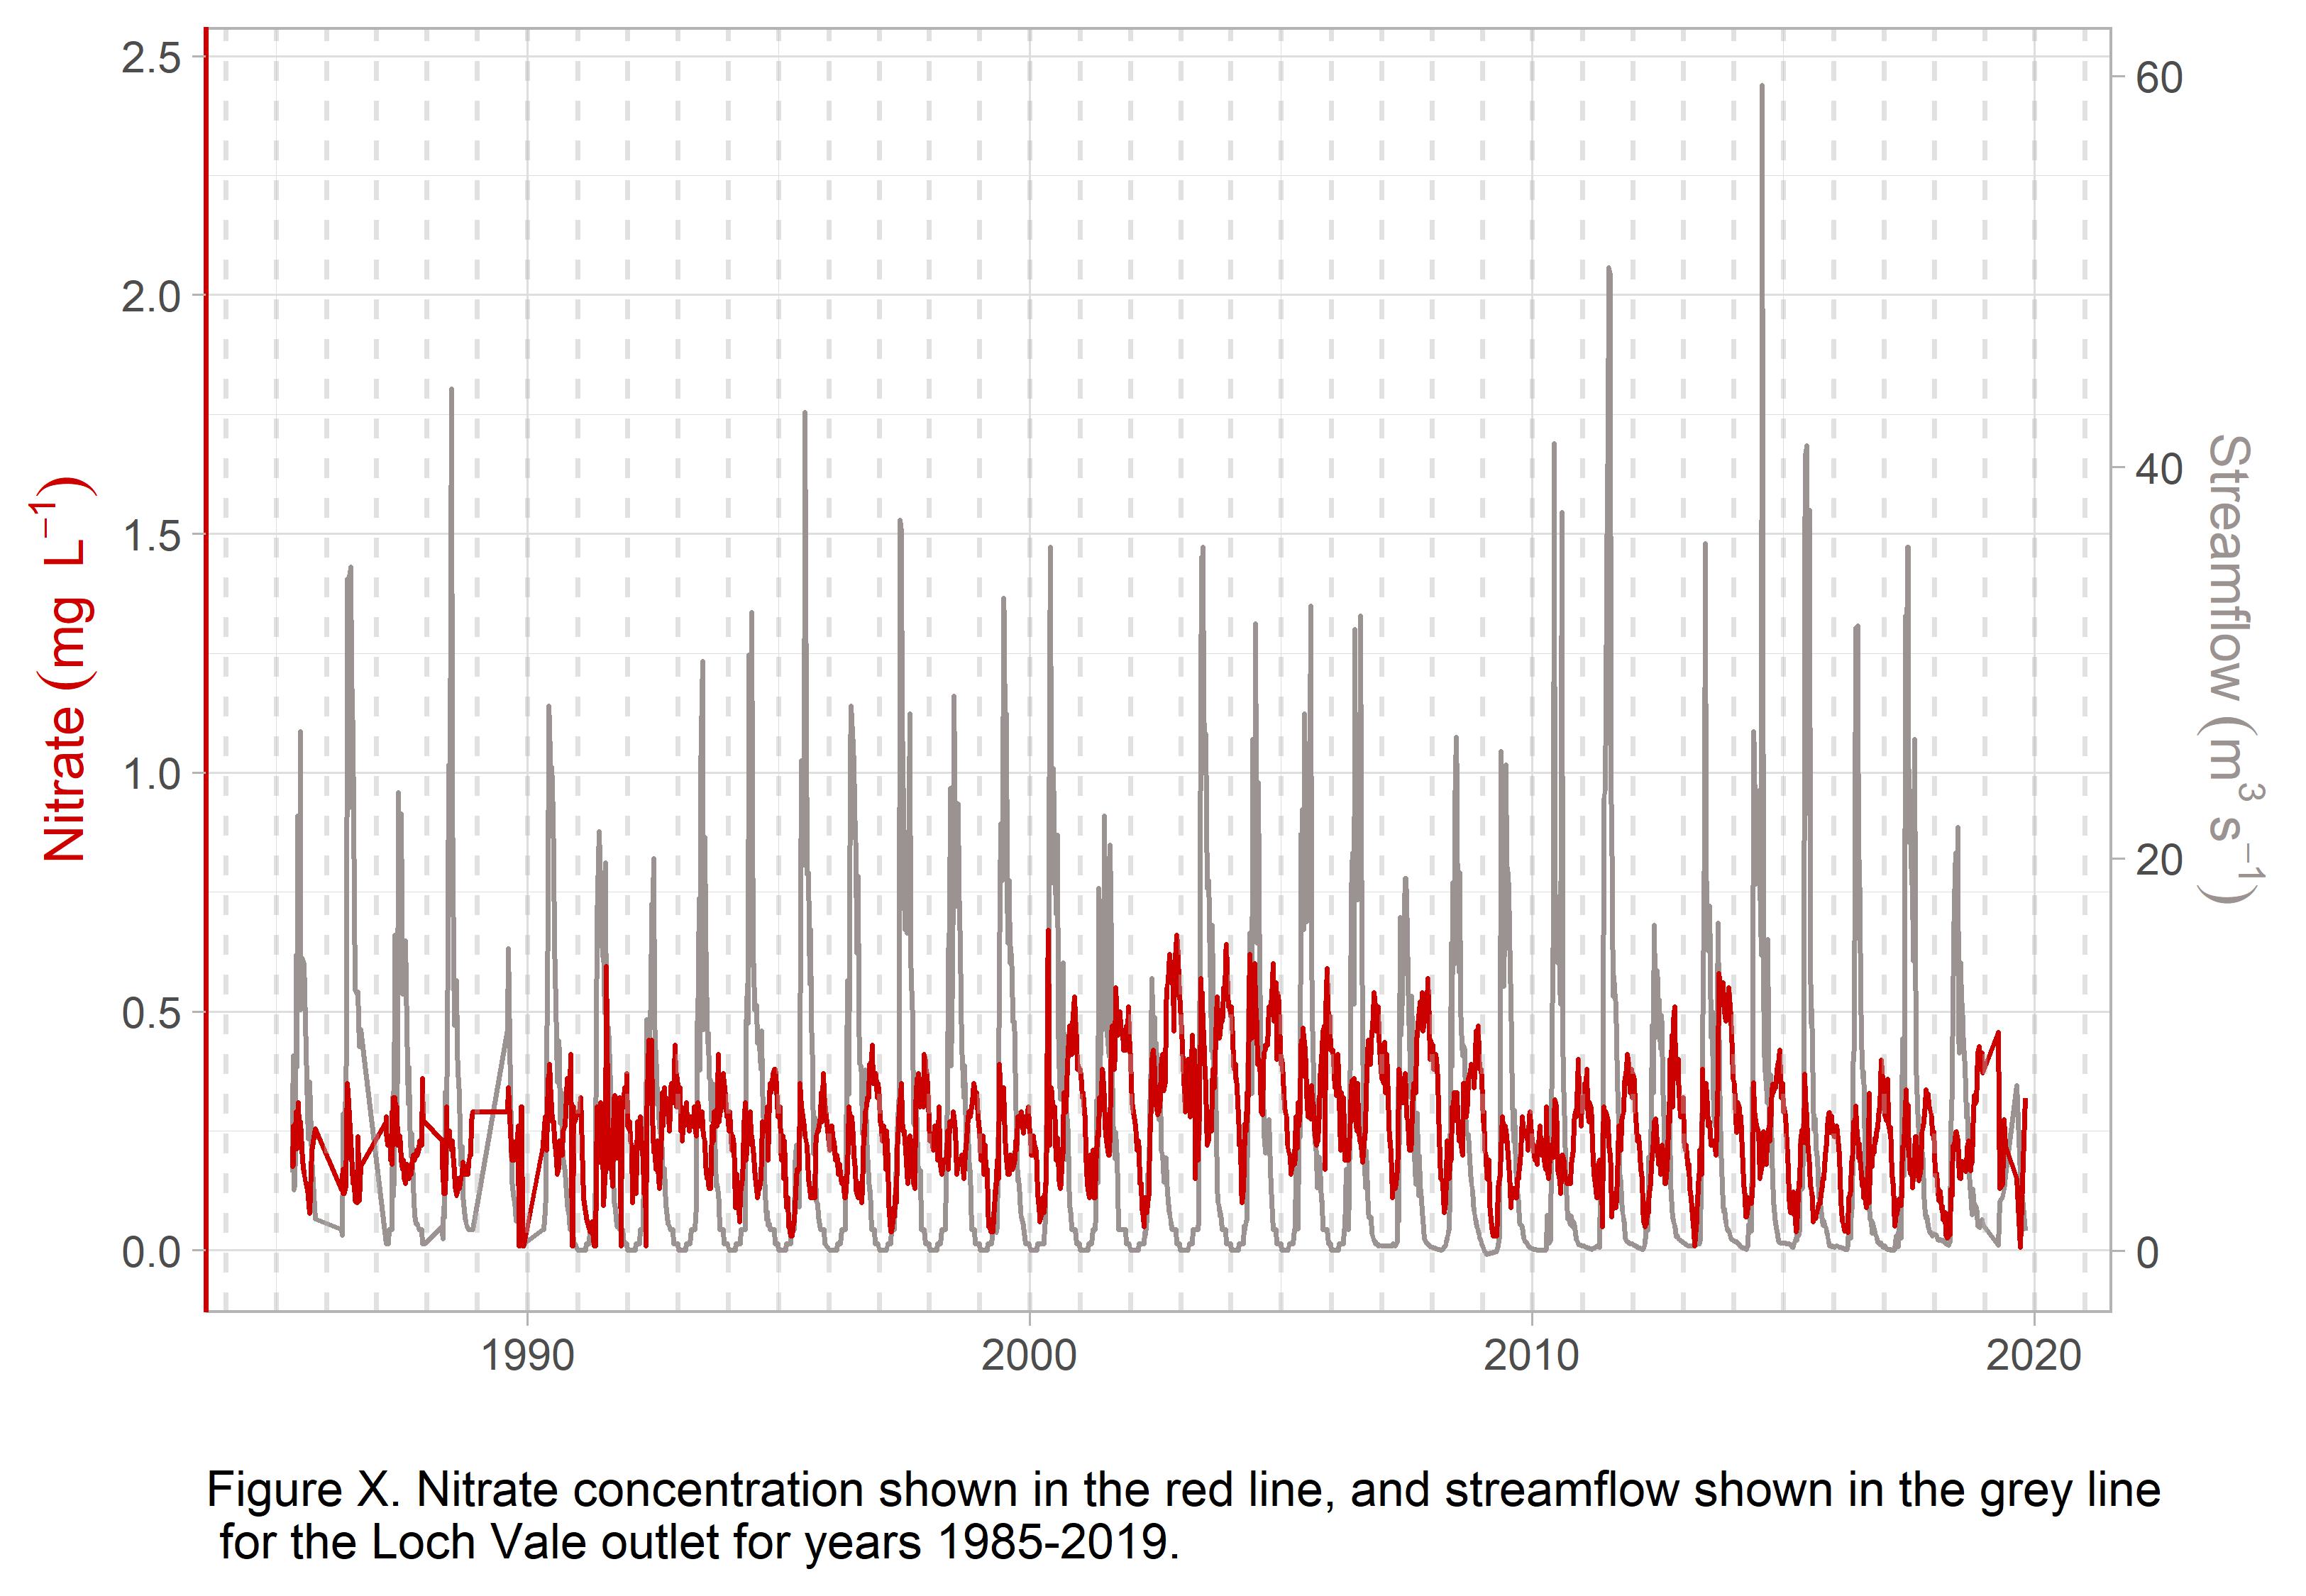 2.5
2.0
1.5
1.0
0.5
0.0
Nitrate (mg L⁻¹)
60
40
20
0
Streamflow (m³ s⁻¹)
1990 2000 2010 2020
Figure X. Nitrate concentration shown in the red line, and streamflow shown in the grey line
for the Loch Vale outlet for years 1985-2019.